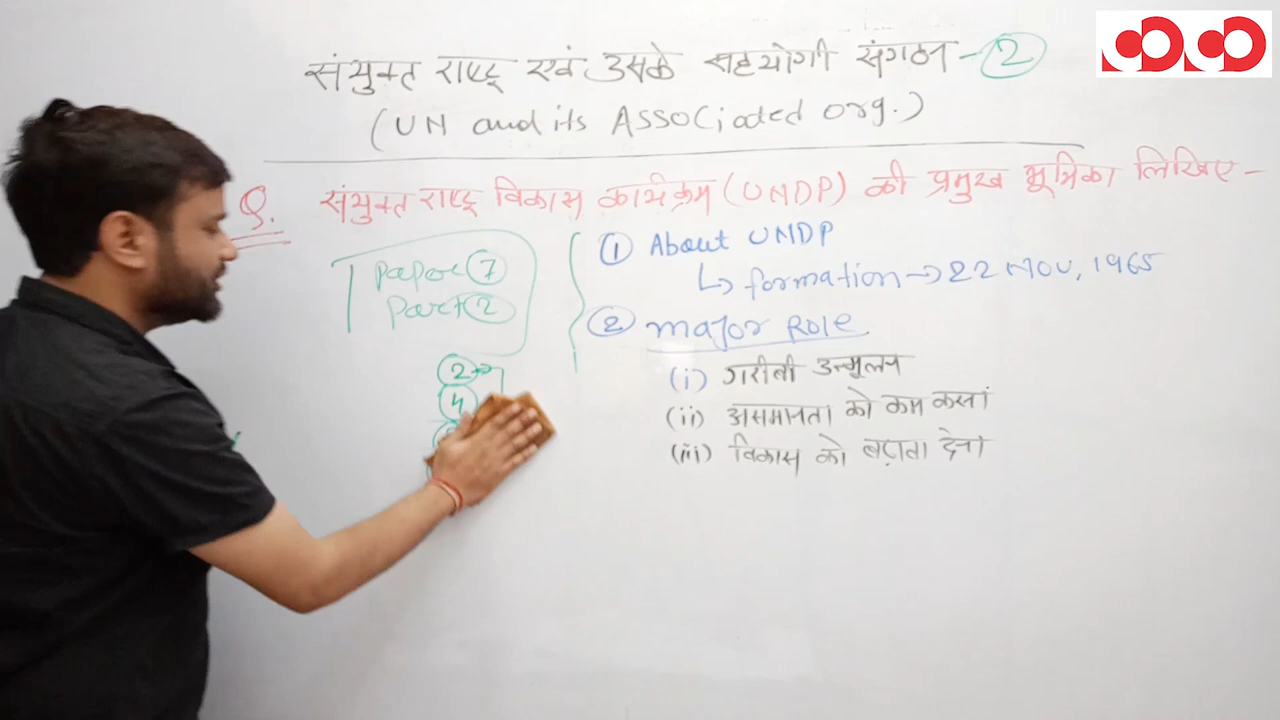 संयुक्त राष्ट्र एवं उसके सहयोगी संगठन - 2
(UN and its Associated org.)
Q. संयुक्त राष्ट्र विकास कार्यक्रम (UNDP) की प्रमुख भूमिका लिखिए -
Paper 7
Part 2
① About UNDP
↳ formation → 22 Nov, 1965
② major Role
(i) गरीबी उन्मूलन
(ii) असमानता को कम करना
(iii) विकास को बढ़ावा देना
2
4